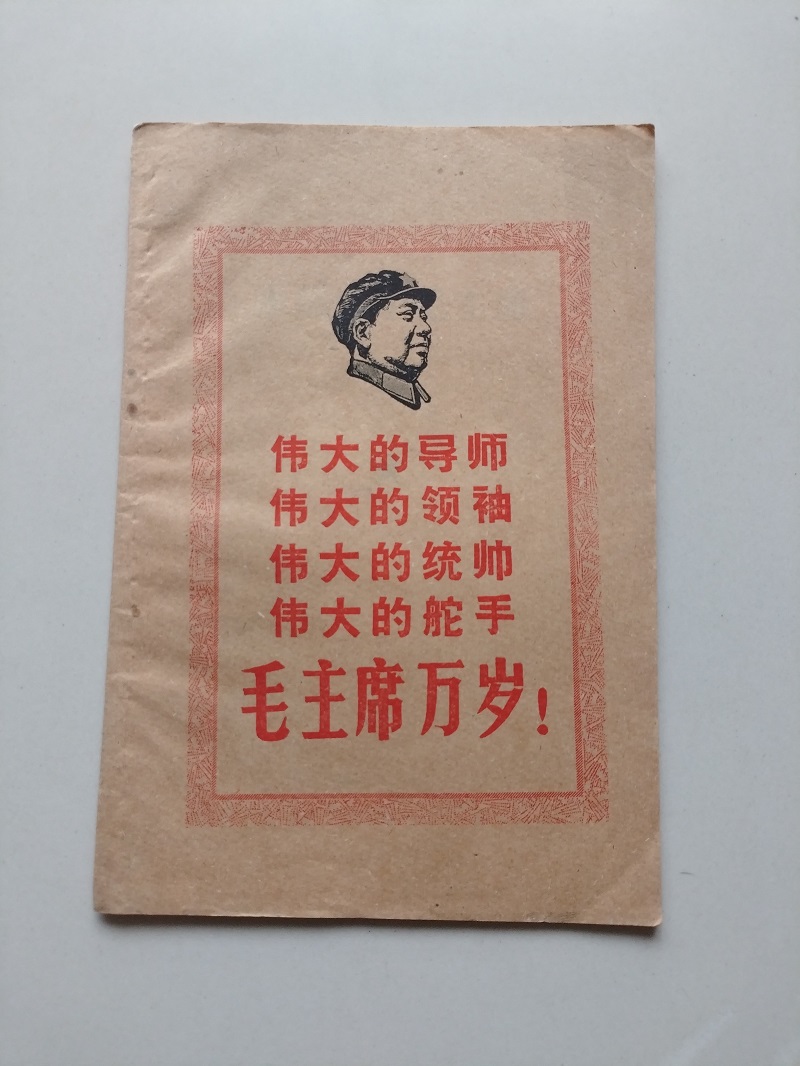 伟大的导师
伟大的领袖
伟大的统帅
伟大的舵手
毛主席万岁!